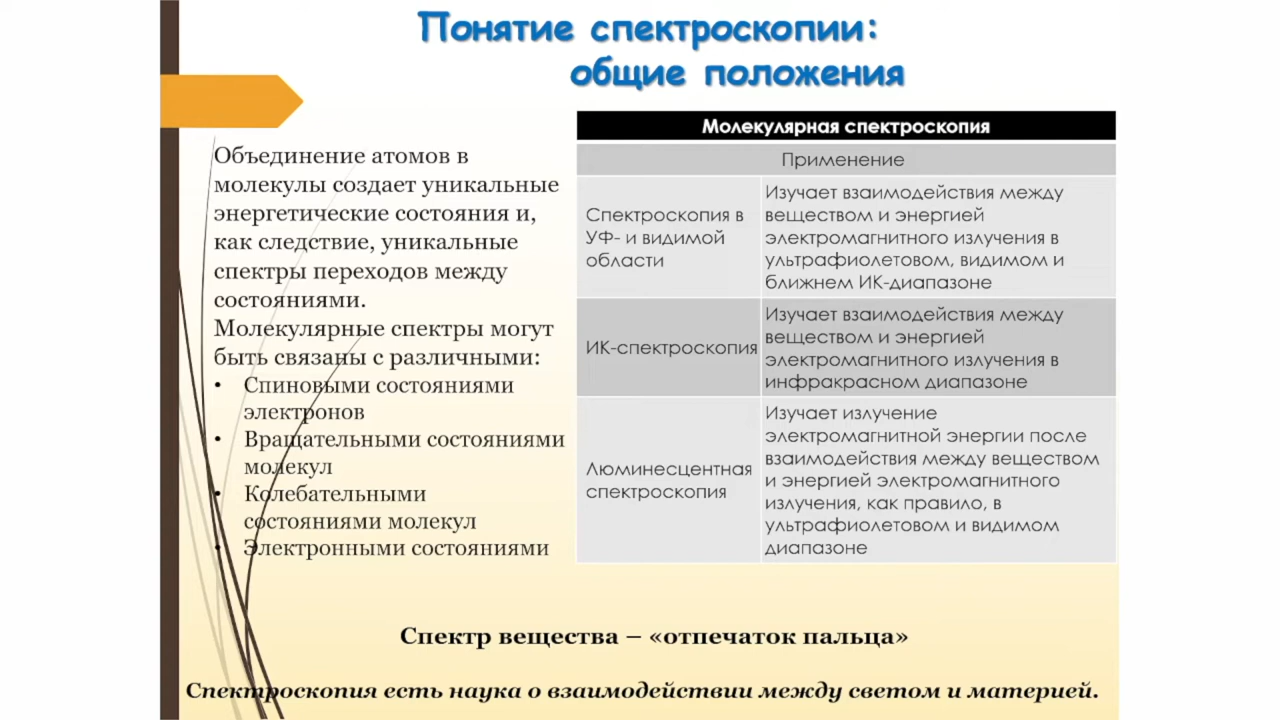 Понятие спектроскопии:
общие положения
Объединение атомов в
молекулы создает уникальные
энергетические состояния и,
как следствие, уникальные
спектры переходов между
состояниями.
Молекулярные спектры могут
быть связаны с различными:
• Спиновыми состояниями
электронов
• Вращательными состояниями
молекул
• Колебательными
состояниями молекул
• Электронными состояниями
Молекулярная спектроскопия
Применение
Спектроскопия в
УФ- и видимой
области
Изучает взаимодействия между
веществом и энергией
электромагнитного излучения в
ультрафиолетовом, видимом и
ближнем ИК-диапазоне
ИК-спектроскопия
Изучает взаимодействия между
веществом и энергией
электромагнитного излучения в
инфракрасном диапазоне
Люминесцентная
спектроскопия
Изучает излучение
электромагнитной энергии после
взаимодействия между веществом
и энергией электромагнитного
излучения, как правило, в
ультрафиолетовом и видимом
диапазоне
Спектр вещества – «отпечаток пальца»
Спектроскопия есть наука о взаимодействии между светом и материей.